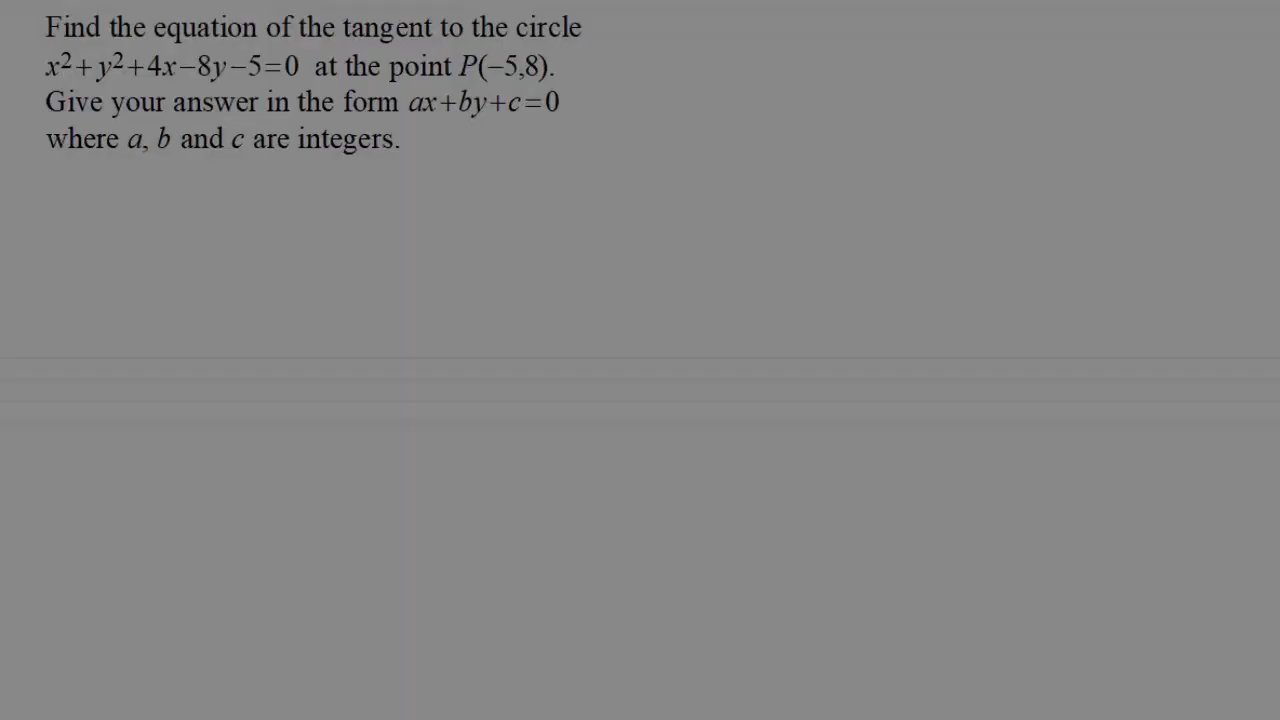 Find the equation of the tangent to the circle
x²+y²+4x−8y−5=0 at the point P(−5,8).
Give your answer in the form ax+by+c=0
where a, b and c are integers.